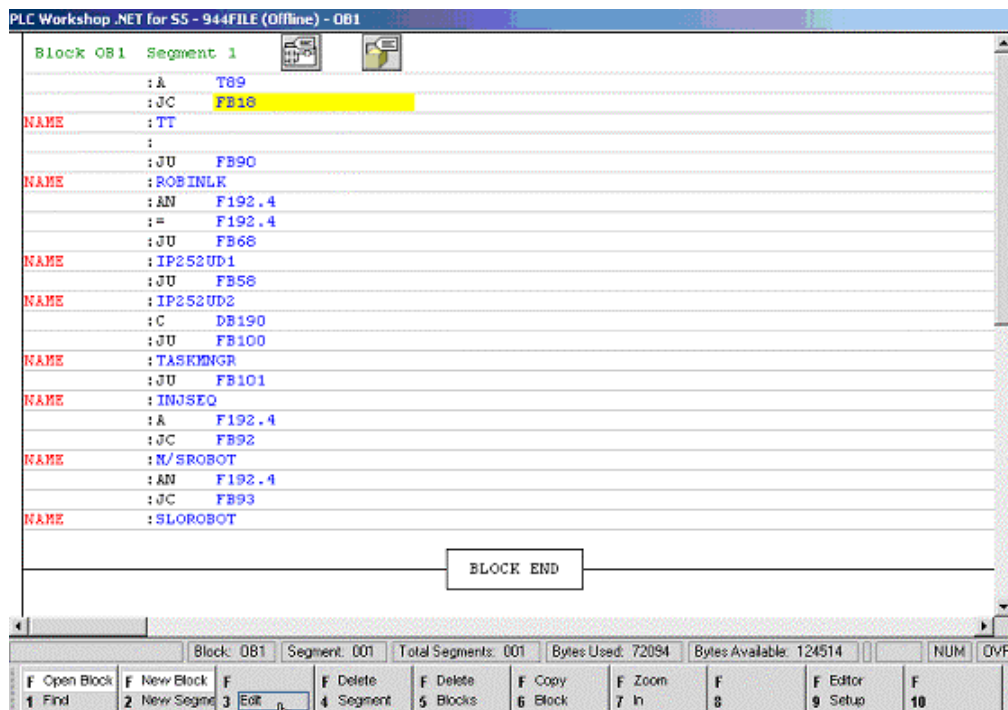 PLC Workshop .NET for S5 - 944FILE (Offline) - OB1
Block OB1 Segment 1
:A T89
:JC FB18
NAME :TT
:
:JU FB90
NAME :ROBINLK
:AN F192.4
:= F192.4
:JU FB68
NAME :IP252UD1
:JU FB58
NAME :IP252UD2
:C DB190
:JU FB100
NAME :TASKMNGR
:JU FB101
NAME :INJSEQ
:A F192.4
:JC FB92
NAME :M/SROBOT
:AN F192.4
:JC FB93
NAME :SLOROBOT
BLOCK END
Block: OB1 Segment: 001 Total Segments: 001 Bytes Used: 72094 Bytes Available: 124514 NUM OVF
F Open Block F New Block F F Delete F Delete F Copy F Zoom F F Editor F
1 Find 2 New Segme 3 Edit 4 Segment 5 Blocks 6 Block 7 In 8 9 Setup 10